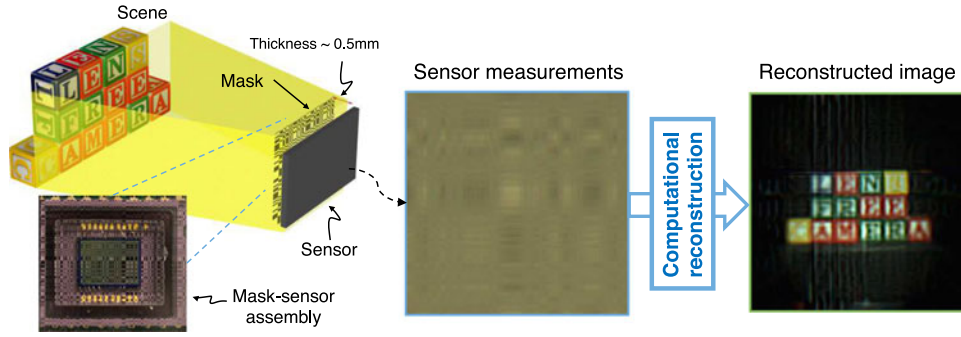 Scene
Thickness ~ 0.5mm
Mask
LENS
FREE
CAMERA
Sensor
Mask-sensor
assembly
Sensor measurements
Computational
reconstruction
Reconstructed image
LENS
FREE
CAMERA